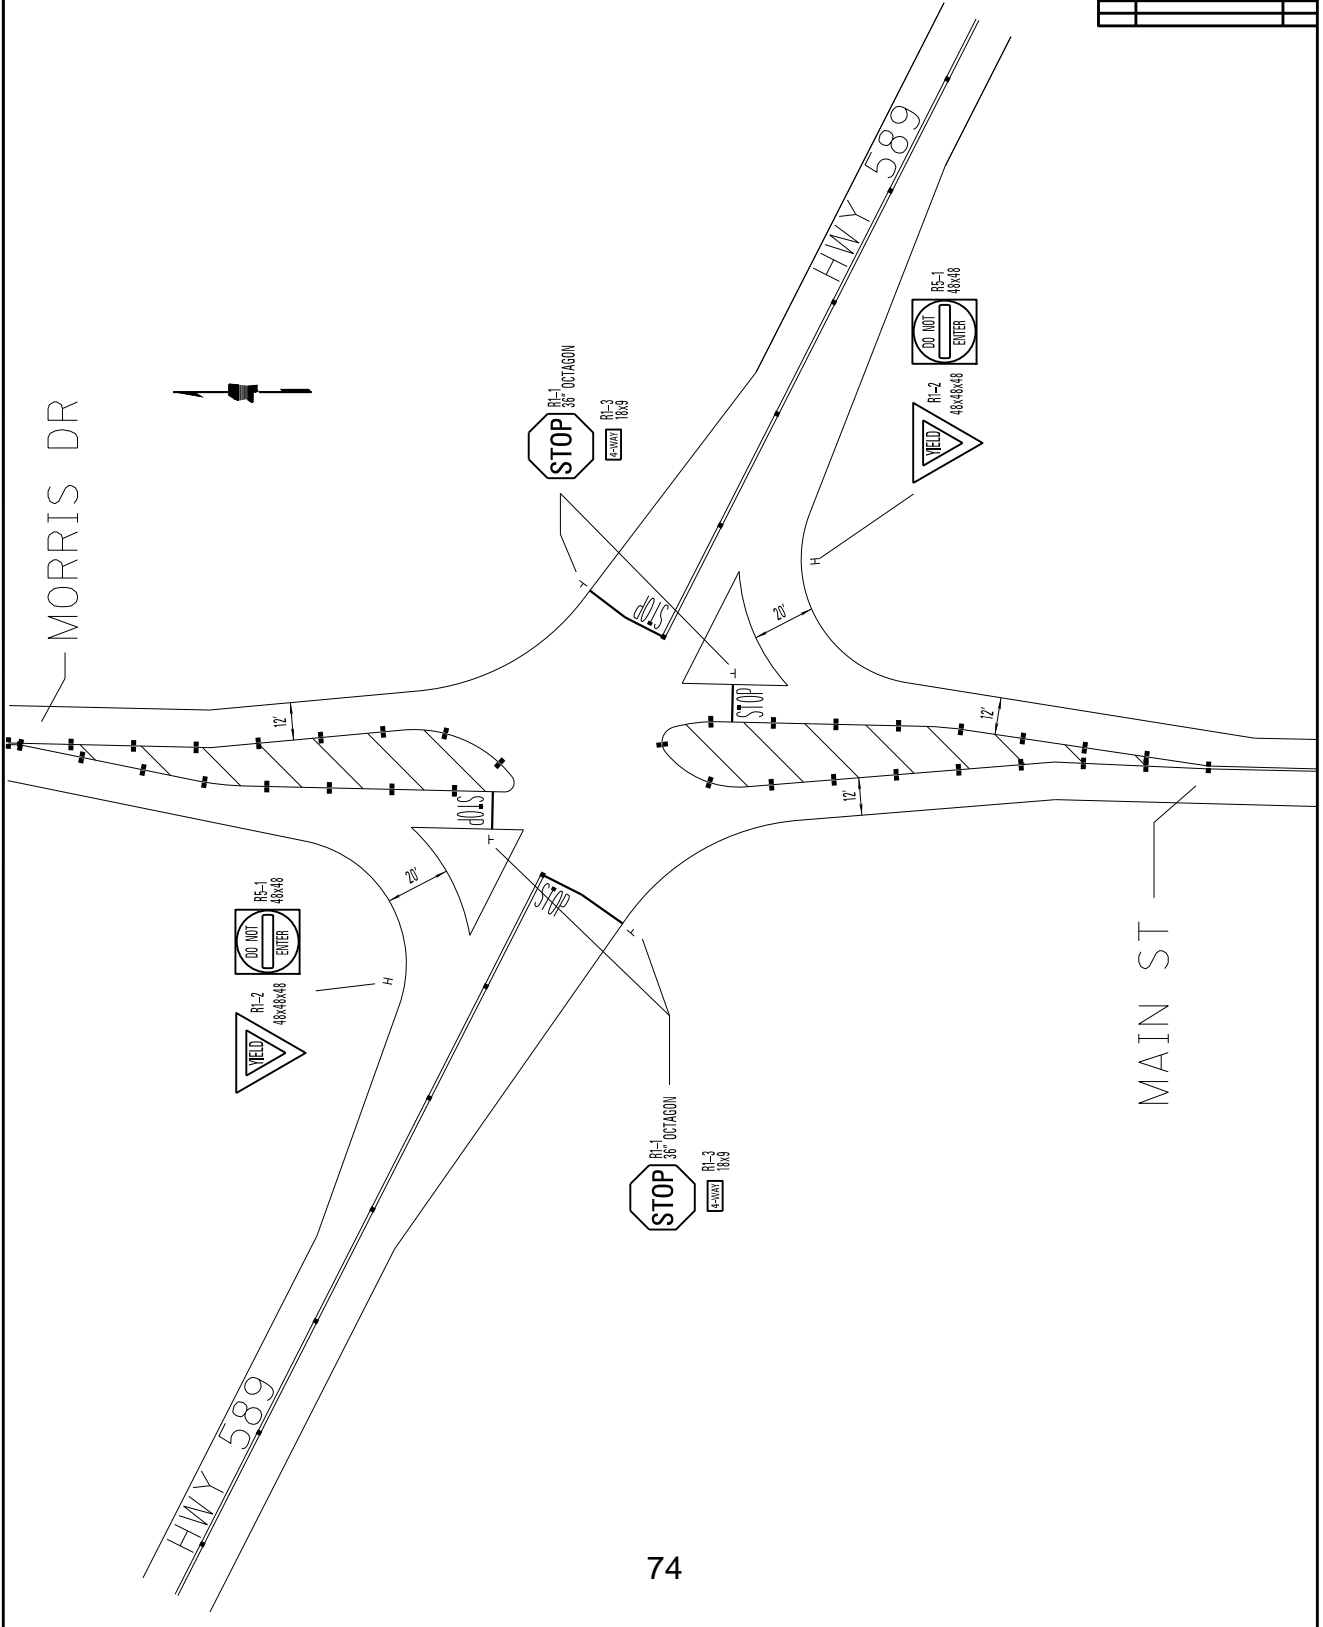 HWY 589
R5-1
48x48
DO NOT
ENTER
R1-2
48x48x48
YIELD
R1-1
36" OCTAGON
STOP
R1-3
18x9
4-WAY
MORRIS DR
STOP
20'
12'
STOP
12'
STOP
12'
20'
STOP
R5-1
48x48
DO NOT
ENTER
R1-2
48x48x48
YIELD
MAIN ST
R1-1
36" OCTAGON
STOP
R1-3
18x9
4-WAY
HWY 589
74